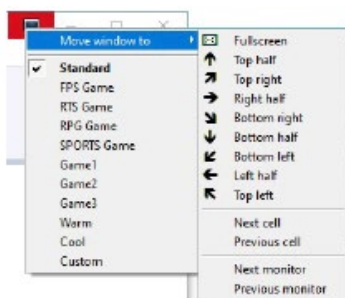 Move window to
Standard
FPS Game
RTS Game
RPG Game
SPORTS Game
Game1
Game2
Game3
Warm
Cool
Custom
Fullscreen
Top half
Top right
Right half
Bottom right
Bottom half
Bottom left
Left half
Top left
Next cell
Previous cell
Next monitor
Previous monitor